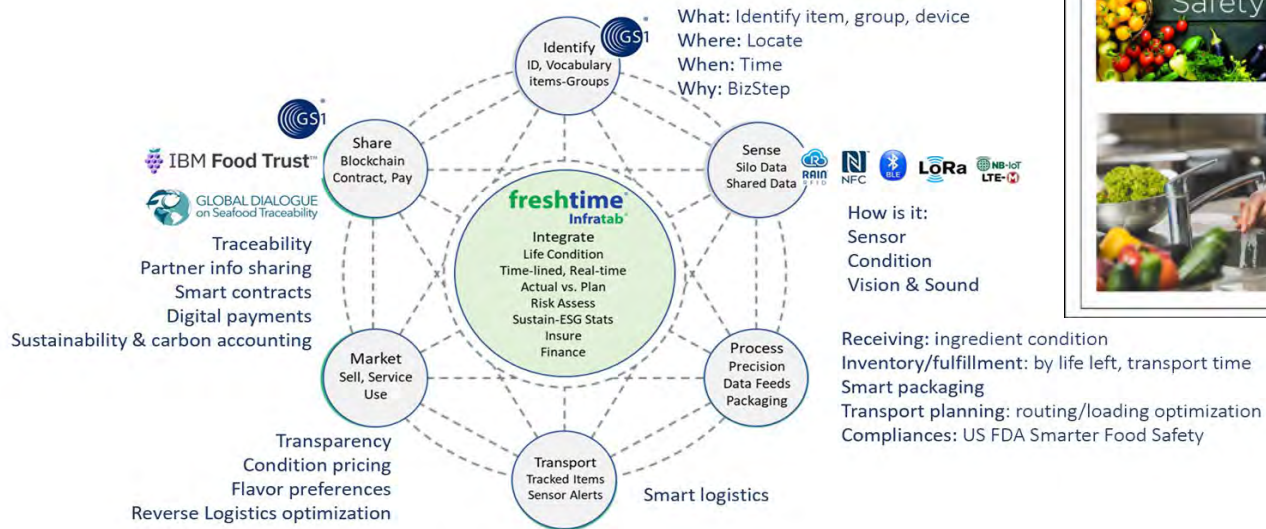 What: Identify item, group, device
Where: Locate
When: Time
Why: BizStep
Identify
ID, Vocabulary
items-Groups
GS1
Safety
GS1
IBM Food Trust™
GLOBAL DIALOGUE
on Seafood Traceability
Share
Blockchain
Contract, Pay
Sense
Silo Data
Shared Data
RAIN
RFID
NFC
BLE
LoRa
NB-IoT
LTE-M
How is it:
Sensor
Condition
Vision & Sound
Traceability
Partner info sharing
Smart contracts
Digital payments
Sustainability & carbon accounting
freshtime®
Infratab®
Integrate
Life Condition
Time-lined, Real-time
Actual vs. Plan
Risk Assess
Sustain-ESG Stats
Insure
Finance
Market
Sell, Service
Use
Process
Precision
Data Feeds
Packaging
Receiving: ingredient condition
Inventory/fulfillment: by life left, transport time
Smart packaging
Transport planning: routing/loading optimization
Compliances: US FDA Smarter Food Safety
Transparency
Condition pricing
Flavor preferences
Reverse Logistics optimization
Transport
Tracked Items
Sensor Alerts
Smart logistics